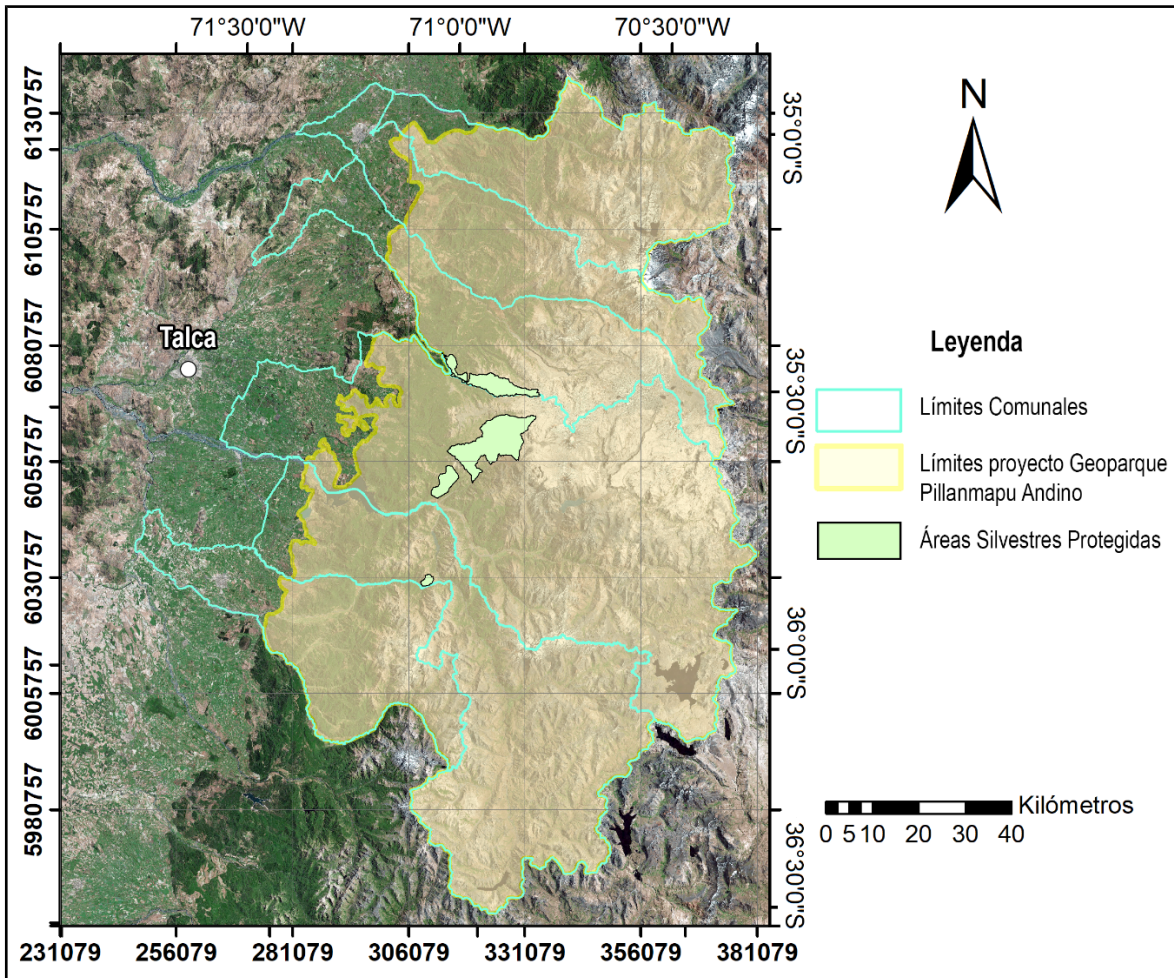 71°30'0"W
71°0'0"W
70°30'0"W
6130757
6105757
6080757
6055757
6030757
6005757
5980757
35°0'0"S
35°30'0"S
36°0'0"S
36°30'0"S
231079
256079
281079
306079
331079
356079
381079
Talca
N
Leyenda
Límites Comunales
Límites proyecto Geoparque
Pillanmapu Andino
Áreas Silvestres Protegidas
Kilómetros
0 5 10 20 30 40